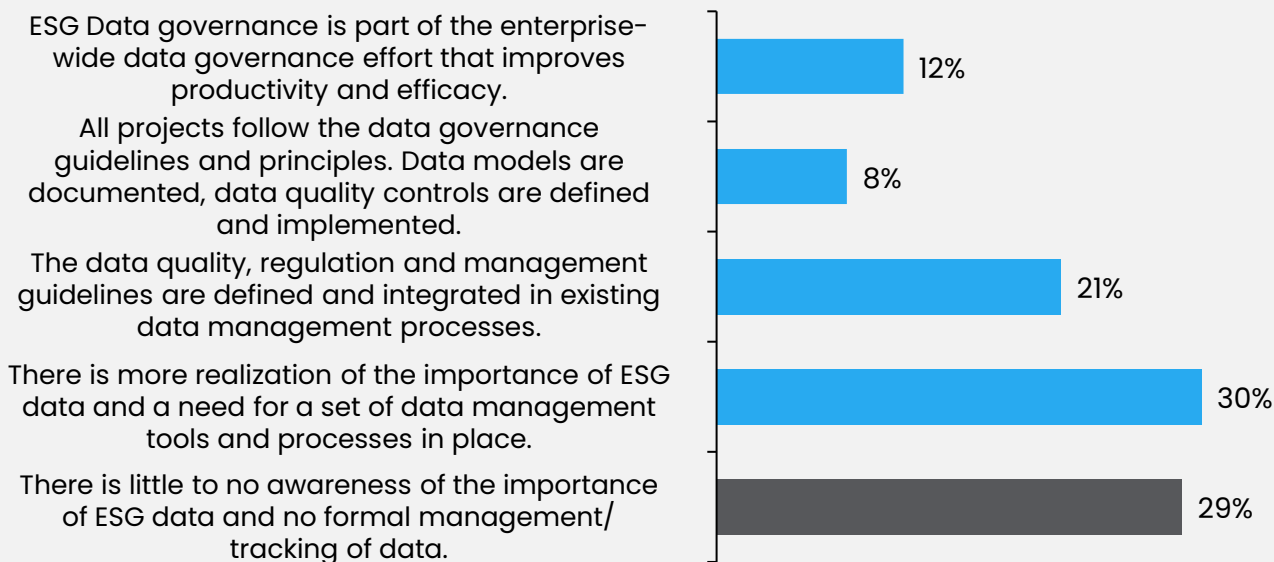 ESG Data governance is part of the enterprise-
wide data governance effort that improves
productivity and efficacy.
12%
All projects follow the data governance
guidelines and principles. Data models are
documented, data quality controls are defined
and implemented.
8%
The data quality, regulation and management
guidelines are defined and integrated in existing
data management processes.
21%
There is more realization of the importance of ESG
data and a need for a set of data management
tools and processes in place.
30%
There is little to no awareness of the importance
of ESG data and no formal management/
tracking of data.
29%